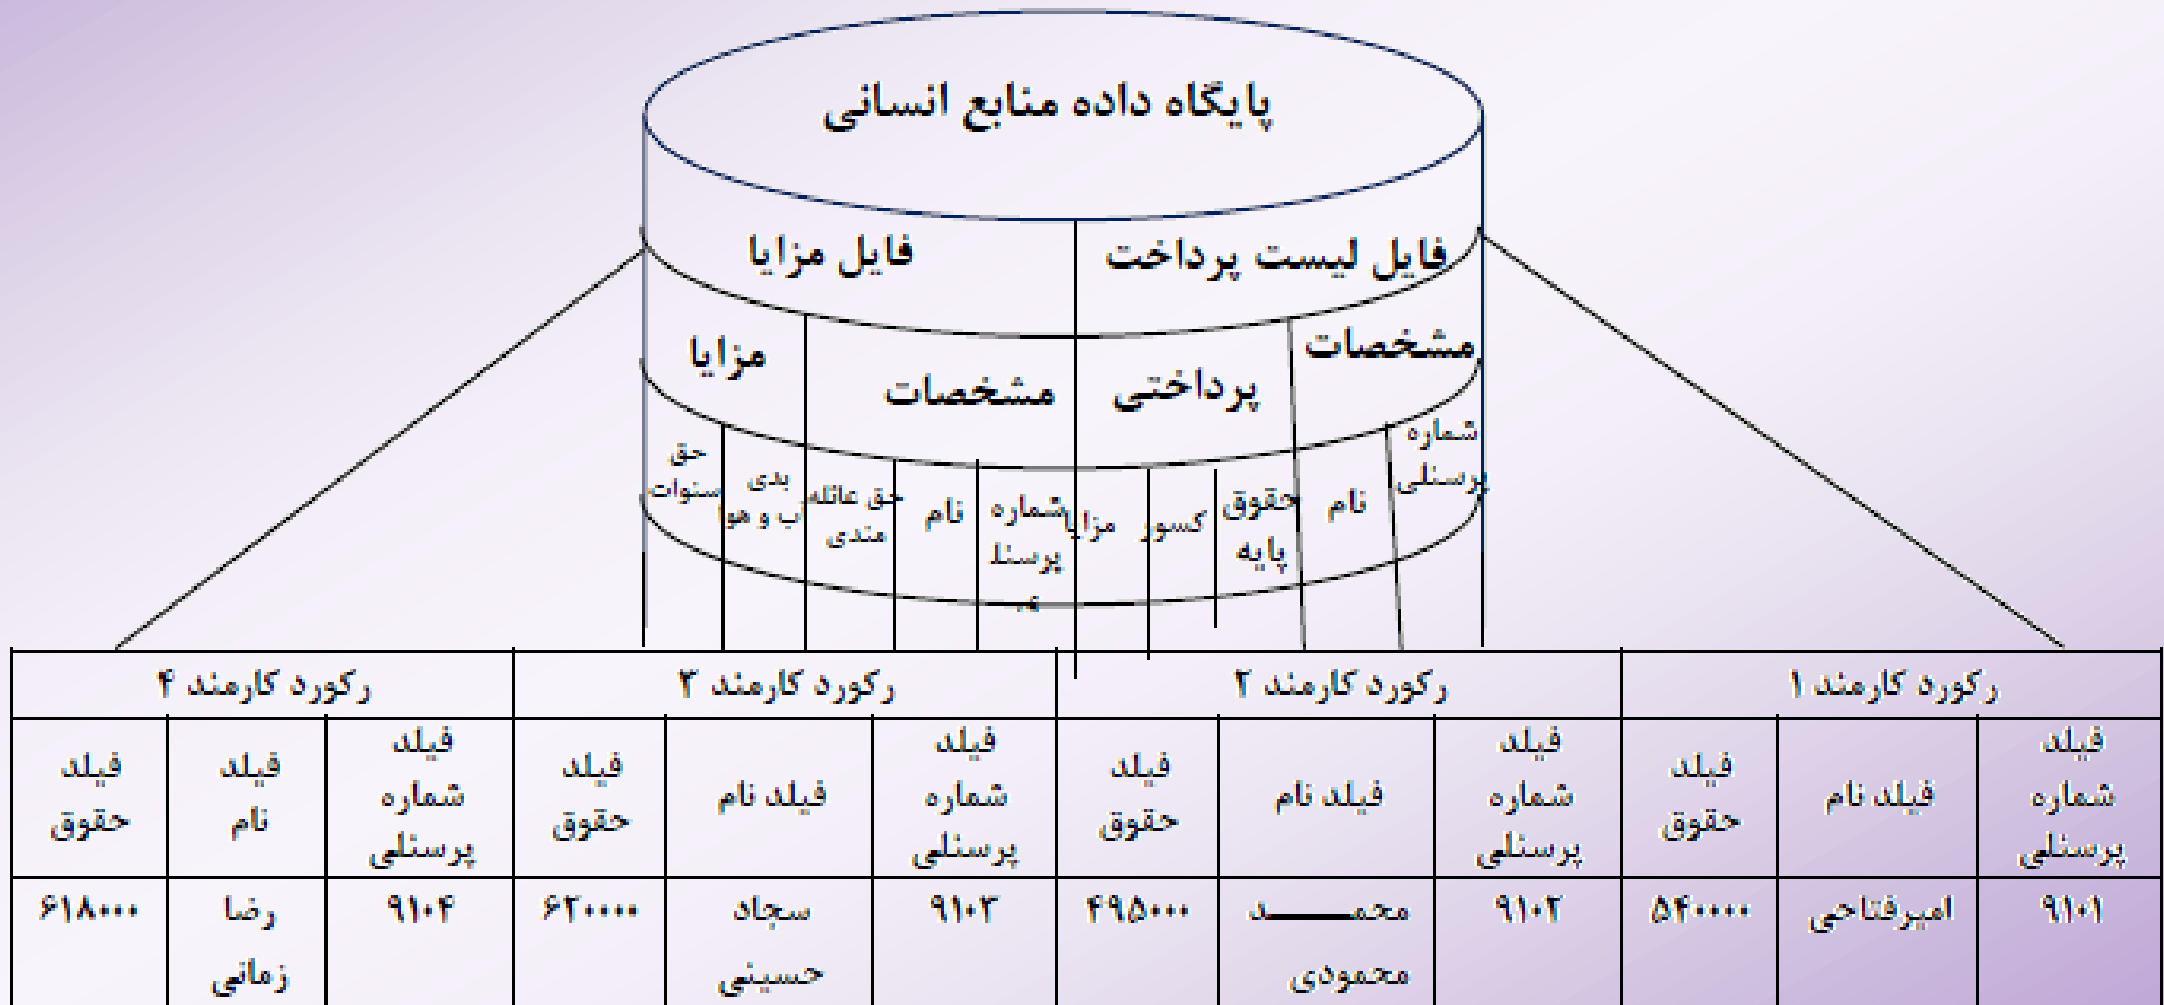 پایگاه داده منابع انسانی
فایل لیست پرداخت
فایل مزایا
مشخصات
پرداختی
مشخصات
مزایا
شماره
پرسنلی
نام
حقوق
پایه
کسور
مزایا
شماره
پرسنلی
نام
حق عائله
مندی
بدی
آب و هوا
حق
سنوات
رکورد کارمند ۱
رکورد کارمند ۲
رکورد کارمند ۳
رکورد کارمند ۴
فیلد
شماره
پرسنلی
فیلد نام
فیلد
حقوق
فیلد
شماره
پرسنلی
فیلد نام
فیلد
حقوق
فیلد
شماره
پرسنلی
فیلد نام
فیلد
حقوق
فیلد
شماره
پرسنلی
فیلد
نام
فیلد
حقوق
۹۱۰۱
امیرفتاحی
۵۴۰۰۰۰
۹۱۰۲
محمـــــد
محمودی
۴۹۵۰۰۰
۹۱۰۳
سجاد
حسینی
۶۲۰۰۰۰
۹۱۰۴
رضا
زمانی
۶۱۸۰۰۰